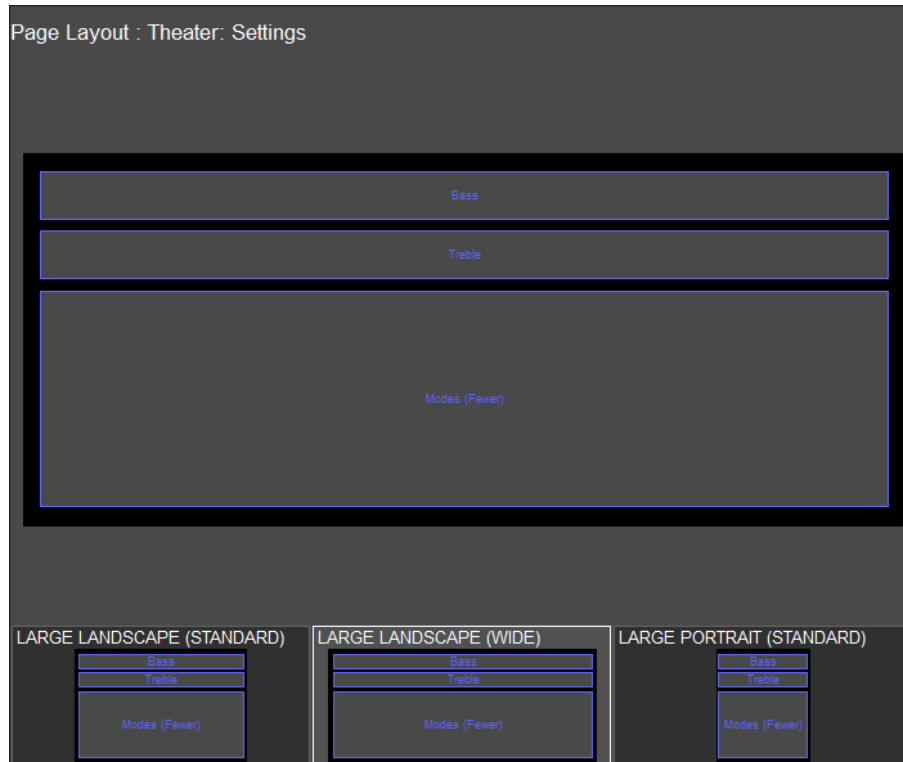 Page Layout : Theater: Settings
Bass
Treble
Modes (Fewer)
LARGE LANDSCAPE (STANDARD)
Bass
Treble
Modes (Fewer)
LARGE LANDSCAPE (WIDE)
Bass
Treble
Modes (Fewer)
LARGE PORTRAIT (STANDARD)
Bass
Treble
Modes (Fewer)